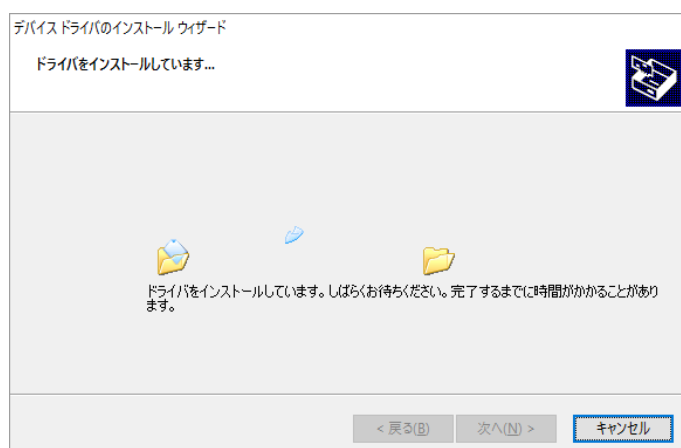 デバイス ドライバのインストール ウィザード
ドライバをインストールしています...
ドライバをインストールしています。しばらくお待ちください。完了するまでに時間がかかることがあり
ます。
< 戻る(B)
次へ(N) >
キャンセル